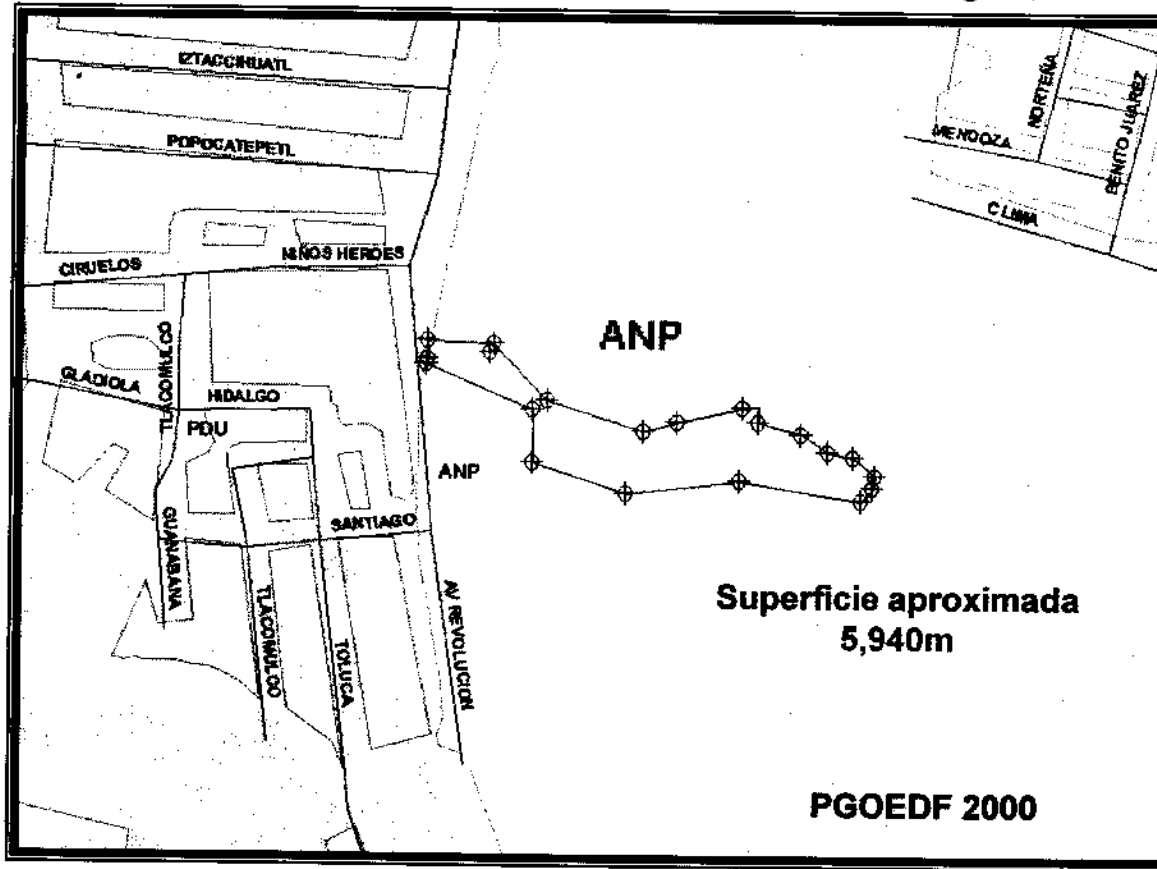 IZTACCIHUATL
POPOCATEPETL
NORTEÑA
BENITO JUAREZ
MENDOZA
C LIMA
NIÑOS HEROES
CIRUELOS
ANP
TLACOMULCO
GLADIOLA
HIDALGO
PDU
ANP
SANTIAGO
GUANABANA
TLACOMULCO
TOLUCA
AV REVOLUCION
Superficie aproximada
5,940m
PGOEDF 2000